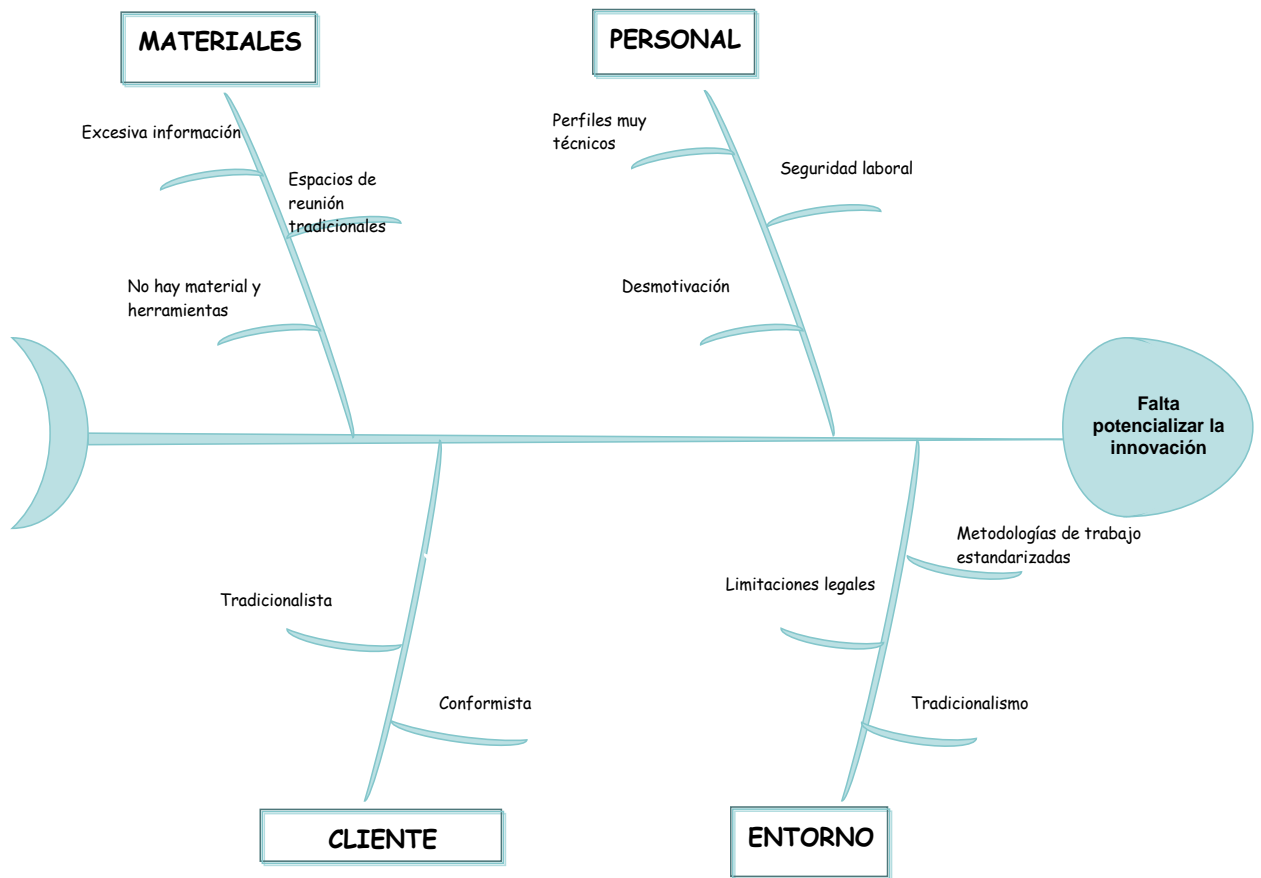 MATERIALES
PERSONAL
Excesiva información
Espacios de
reunión
tradicionales
No hay material y
herramientas
Perfiles muy
técnicos
Seguridad laboral
Desmotivación
Falta
potencializar la
innovación
Tradicionalista
Conformista
Limitaciones legales
Metodologías de trabajo
estandarizadas
Tradicionalismo
CLIENTE
ENTORNO